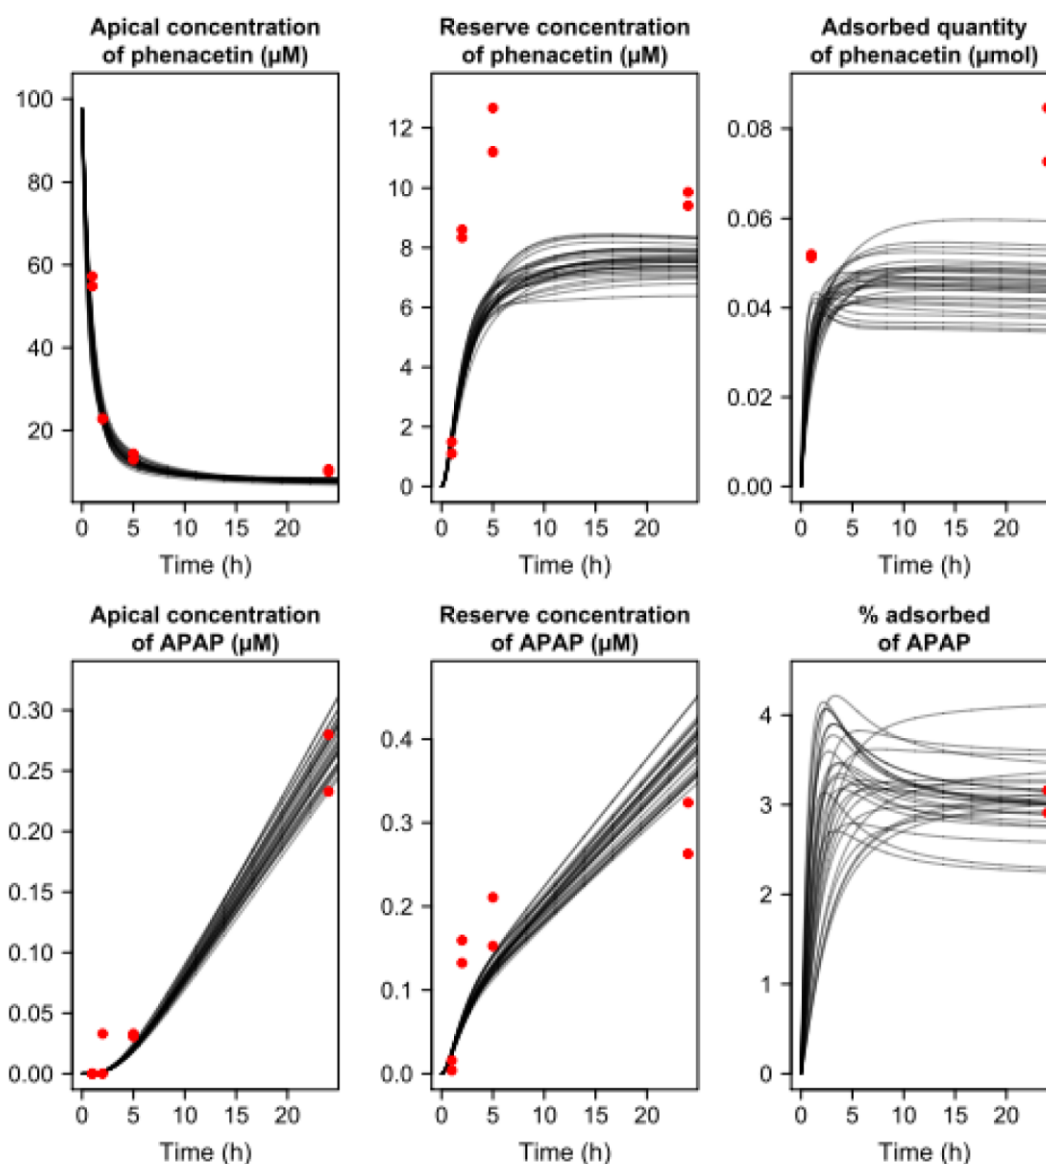 Apical concentration
of phenacetin (µM)
Reserve concentration
of phenacetin (µM)
Adsorbed quantity
of phenacetin (µmol)
100
80
60
40
20
0 5 10 15 20
Time (h)
12
10
8
6
4
2
0
0 5 10 15 20
Time (h)
0.08
0.06
0.04
0.02
0.00
0 5 10 15 20
Time (h)
Apical concentration
of APAP (µM)
Reserve concentration
of APAP (µM)
% adsorbed
of APAP
0.30
0.25
0.20
0.15
0.10
0.05
0.00
0 5 10 15 20
Time (h)
0.4
0.3
0.2
0.1
0.0
0 5 10 15 20
Time (h)
4
3
2
1
0
0 5 10 15 20
Time (h)